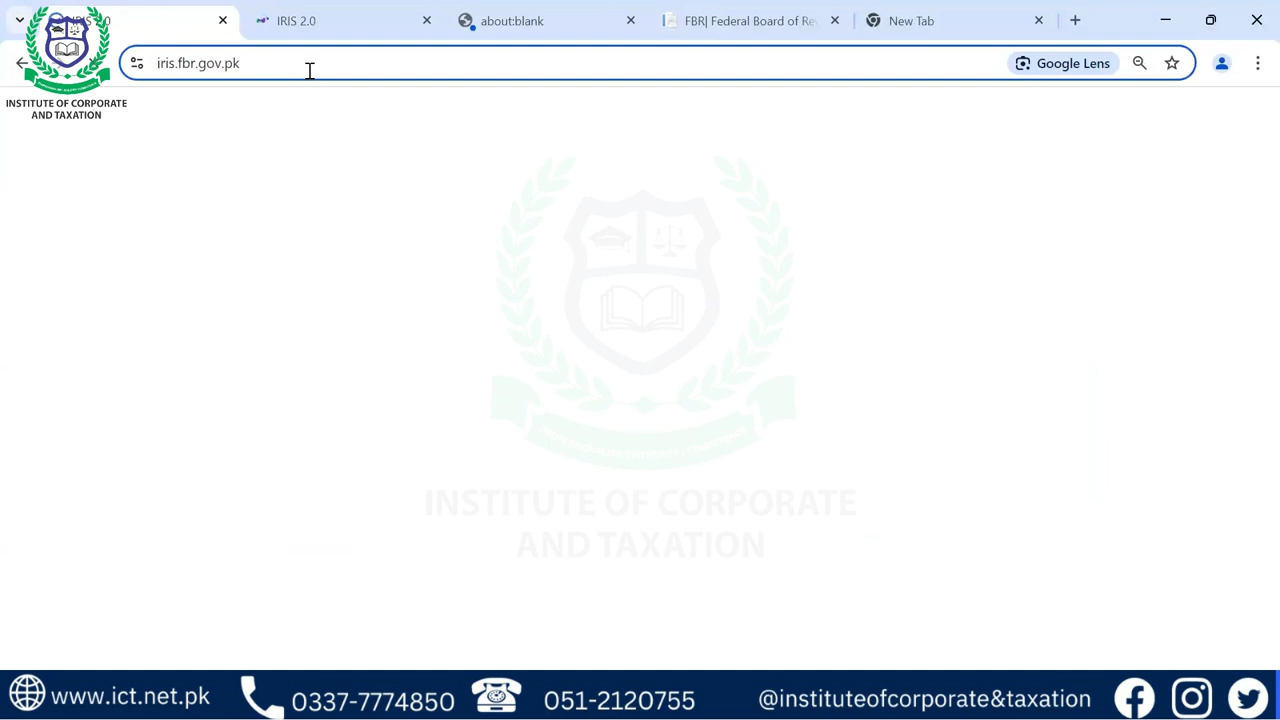 IRIS 2.0
about:blank
FBR| Federal Board of Re
New Tab
iris.fbr.gov.pk
Google Lens
INSTITUTE OF CORPORATE
AND TAXATION
INSTITUTE OF CORPORATE
AND TAXATION
www.ict.net.pk
0337-7774850
051-2120755
@instituteofcorporate&taxation